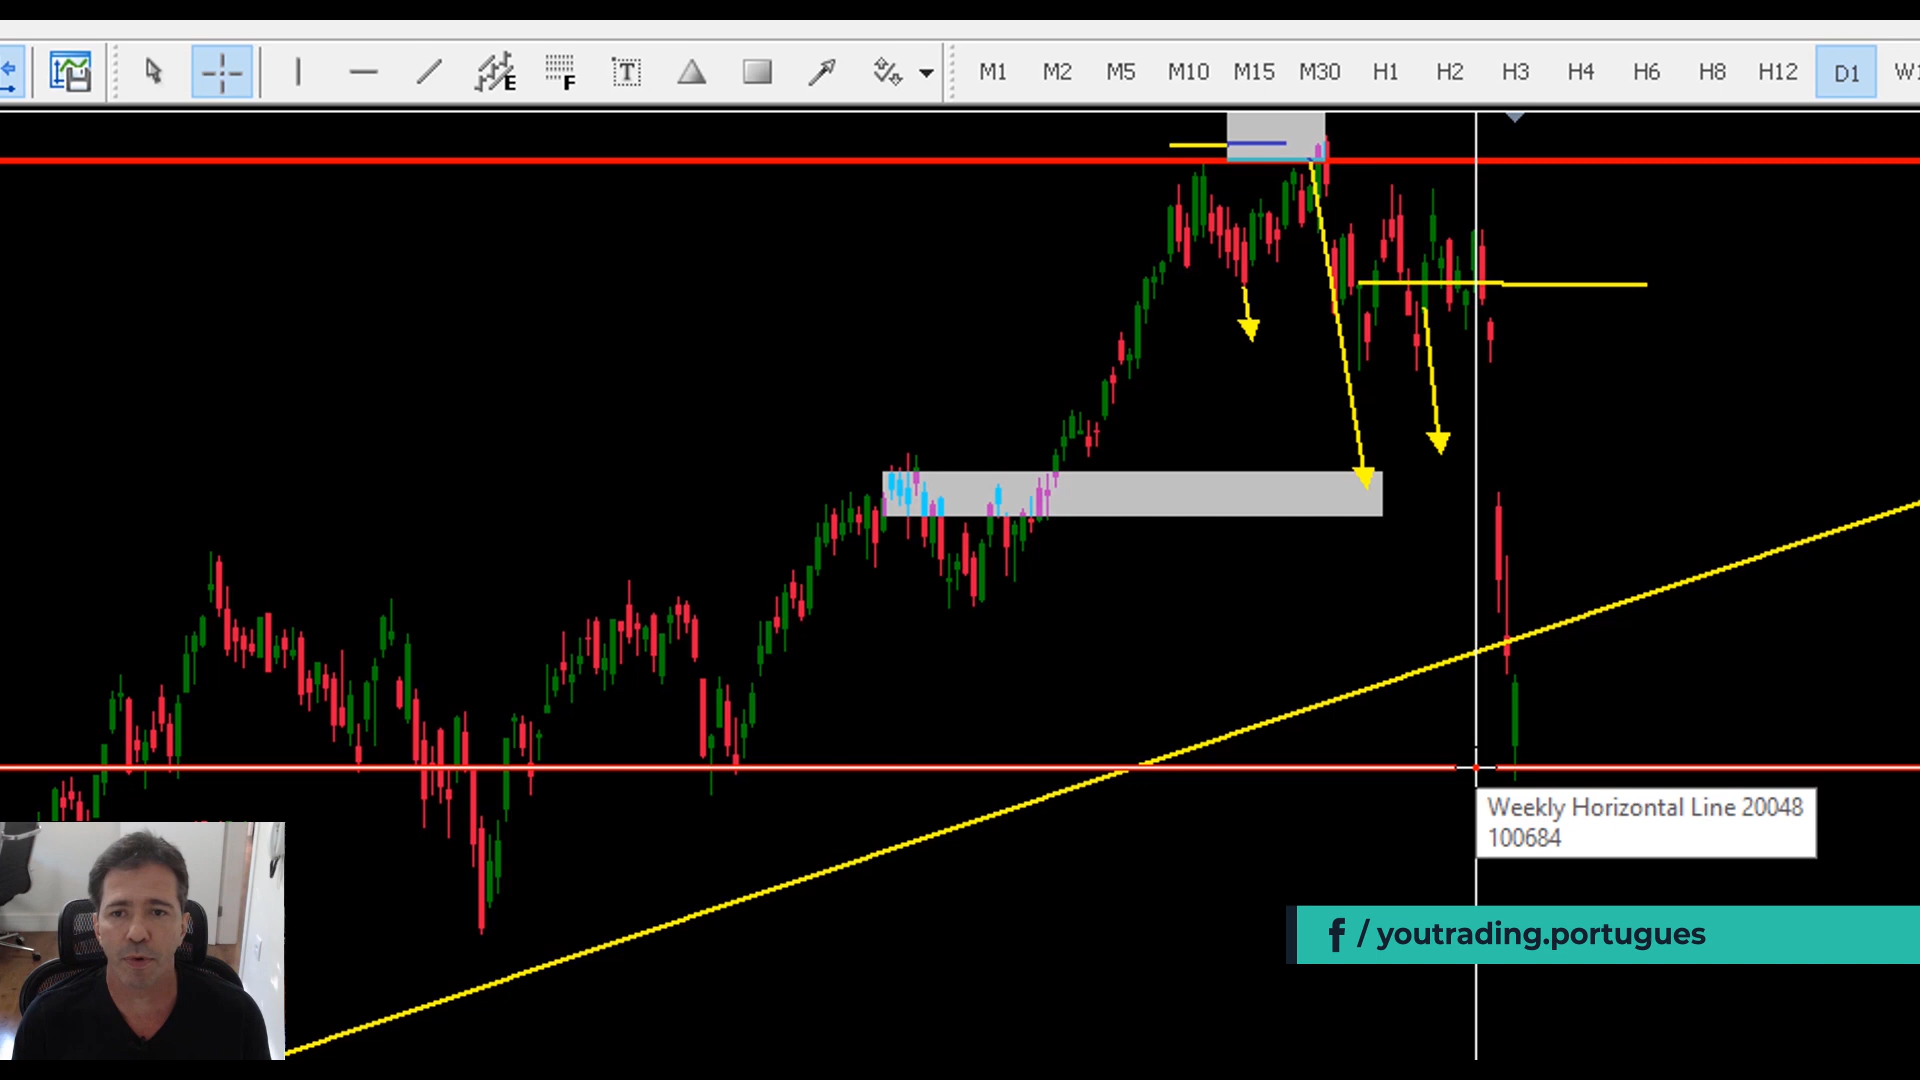 E
F
T
M1 M2 M5 M10 M15 M30 H1 H2 H3 H4 H6 H8 H12 D1
Weekly Horizontal Line 20048
100684
f / youtrading.portugues